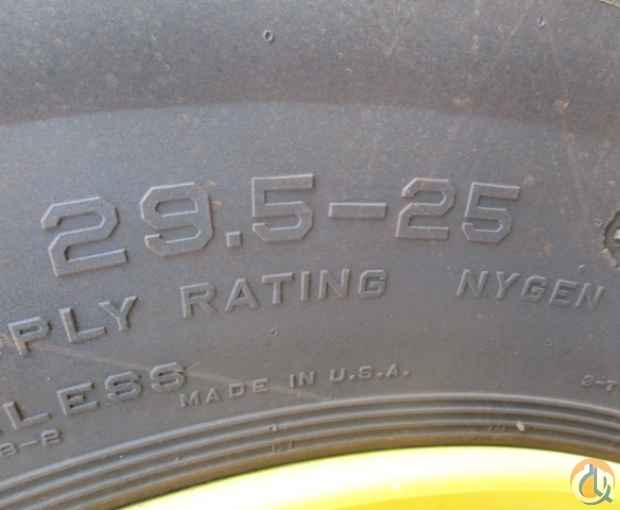 29.5-25
PLY RATING NYGEN
LESS MADE IN U.S.A.